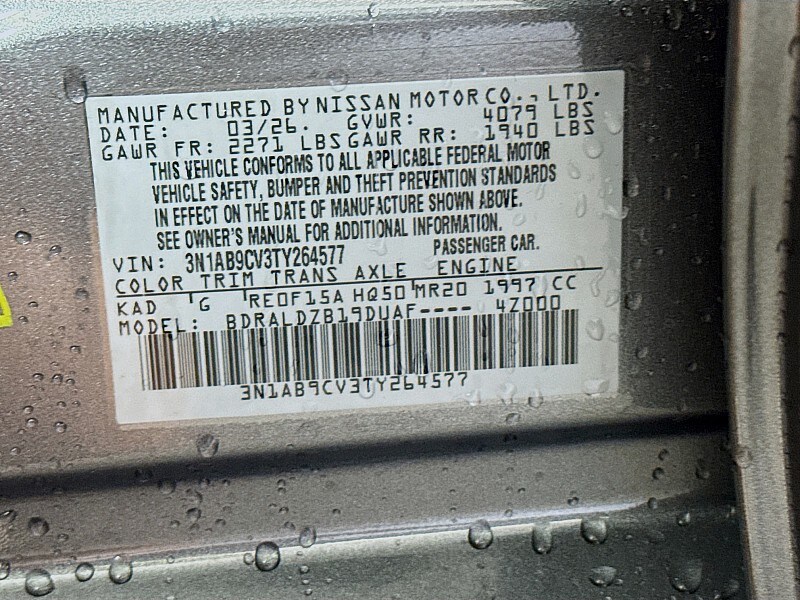 MANUFACTURED BY NISSAN MOTOR CO., LTD.
DATE: 03/26. GVWR: 4079 LBS
GAWR FR: 2271 LBS GAWR RR: 1940 LBS
THIS VEHICLE CONFORMS TO ALL APPLICABLE FEDERAL MOTOR
VEHICLE SAFETY, BUMPER AND THEFT PREVENTION STANDARDS
IN EFFECT ON THE DATE OF MANUFACTURE SHOWN ABOVE.
SEE OWNER'S MANUAL FOR ADDITIONAL INFORMATION.
VIN: 3N1AB9CV3TY264577 PASSENGER CAR.
COLOR TRIM TRANS AXLE ENGINE
KAD G RE0F15A HQ50 MR20 1997 CC
MODEL: BDRALDZB19DUAF---- 4Z000
3N1AB9CV3TY264577